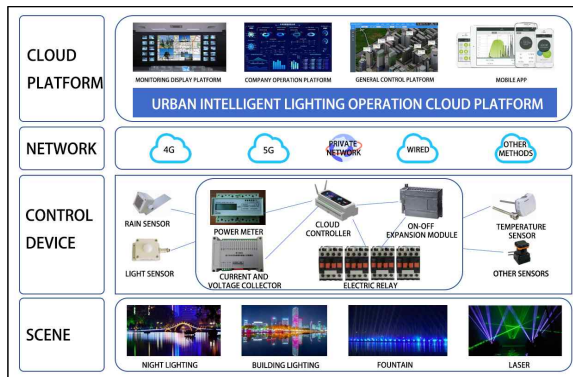 CLOUD
PLATFORM
MONITORING DISPLAY PLATFORM
COMPANY OPERATION PLATFORM
GENERAL CONTROL PLATFORM
MOBILE APP
URBAN INTELLIGENT LIGHTING OPERATION CLOUD PLATFORM
NETWORK
4G
5G
PRIVATE
NETWORK
WIRED
OTHER
METHODS
CONTROL
DEVICE
RAIN SENSOR
POWER METER
CLOUD
CONTROLLER
ON-OFF
EXPANSION MODULE
TEMPERATURE
SENSOR
LIGHT SENSOR
CURRENT AND
VOLTAGE COLLECTOR
ELECTRIC RELAY
OTHER SENSORS
SCENE
NIGHT LIGHTING
BUILDING LIGHTING
FOUNTAIN
LASER